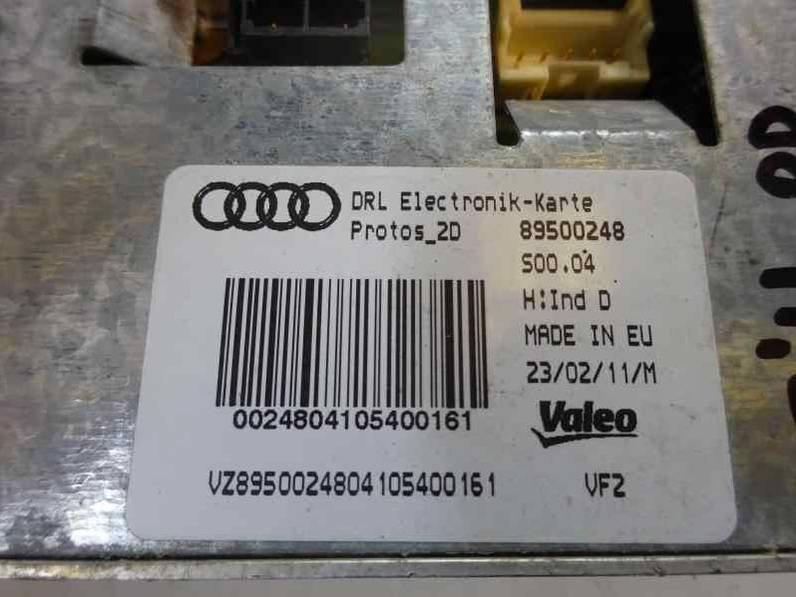 DRL Electronik-Karte
Protos_2D 89500248
S00.04
H:Ind D
MADE IN EU
23/02/11/M
Valeo
0024804105400161
VZ8950024804105400161 VF2